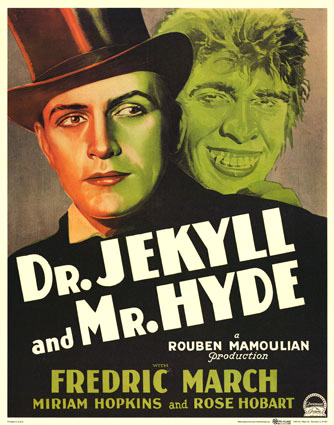 DR. JEKYLL
and MR. HYDE
a
ROUBEN MAMOULIAN
Production
WITH
FREDRIC MARCH
MIRIAM HOPKINS and ROSE HOBART